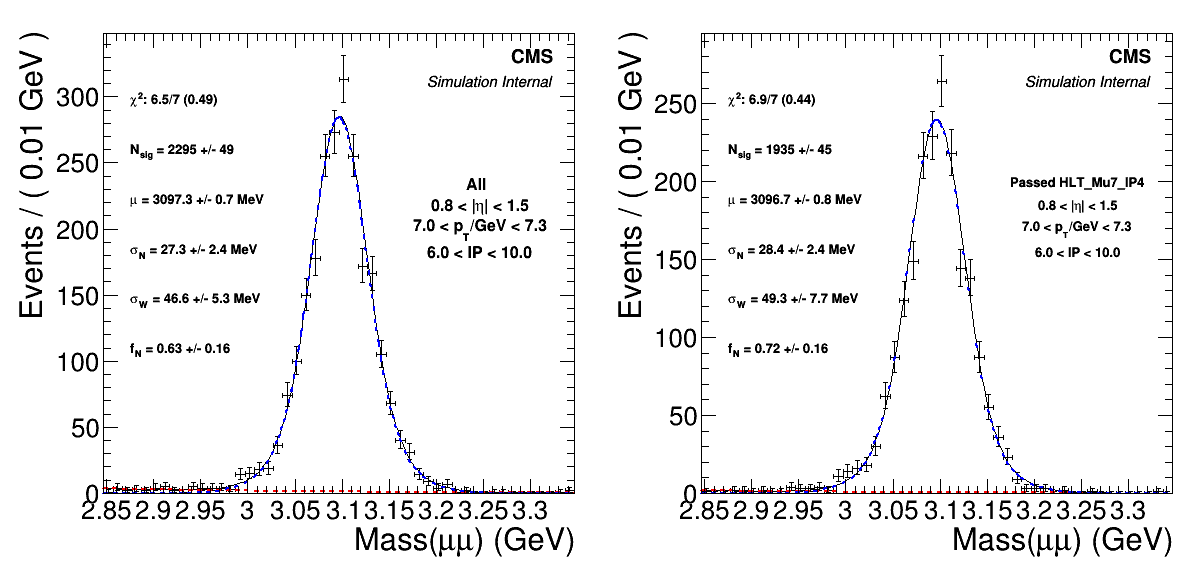 CMS
Simulation Internal
χ²: 6.5/7 (0.49)
N_sig = 2295 +/- 49
μ = 3097.3 +/- 0.7 MeV
σ_N = 27.3 +/- 2.4 MeV
σ_W = 46.6 +/- 5.3 MeV
f_N = 0.63 +/- 0.16
All
0.8 < |η| < 1.5
7.0 < p_T/GeV < 7.3
6.0 < IP < 10.0
Events / ( 0.01 GeV )
300
250
200
150
100
50
0
2.85 2.9 2.95 3 3.05 3.1 3.15 3.2 3.25 3.3
Mass(μμ) (GeV)
CMS
Simulation Internal
χ²: 6.9/7 (0.44)
N_sig = 1935 +/- 45
μ = 3096.7 +/- 0.8 MeV
σ_N = 28.4 +/- 2.4 MeV
σ_W = 49.3 +/- 7.7 MeV
f_N = 0.72 +/- 0.16
Passed HLT_Mu7_IP4
0.8 < |η| < 1.5
7.0 < p_T/GeV < 7.3
6.0 < IP < 10.0
Events / ( 0.01 GeV )
250
200
150
100
50
0
2.85 2.9 2.95 3 3.05 3.1 3.15 3.2 3.25 3.3
Mass(μμ) (GeV)